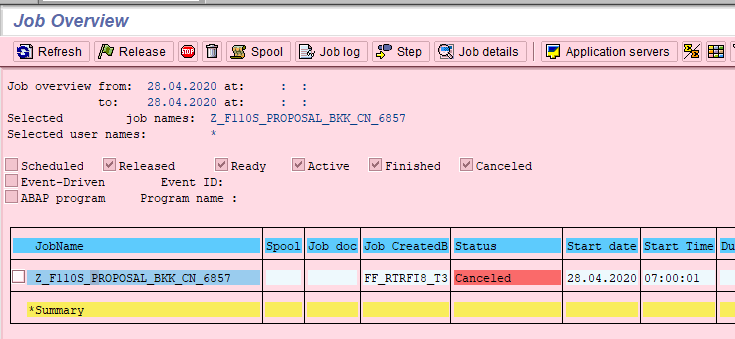 Job Overview
Refresh Release STOP Spool Job log Step Job details Application servers
Job overview from: 28.04.2020 at: : :
to: 28.04.2020 at: : :
Selected job names: Z_F110S_PROPOSAL_BKK_CN_6857
Selected user names: *
Scheduled Released Ready Active Finished Canceled
Event-Driven Event ID:
ABAP program Program name :
JobName Spool Job doc Job CreatedB Status Start date Start Time Du
Z_F110S_PROPOSAL_BKK_CN_6857 FF_RTRFI8_T3 Canceled 28.04.2020 07:00:01
*Summary